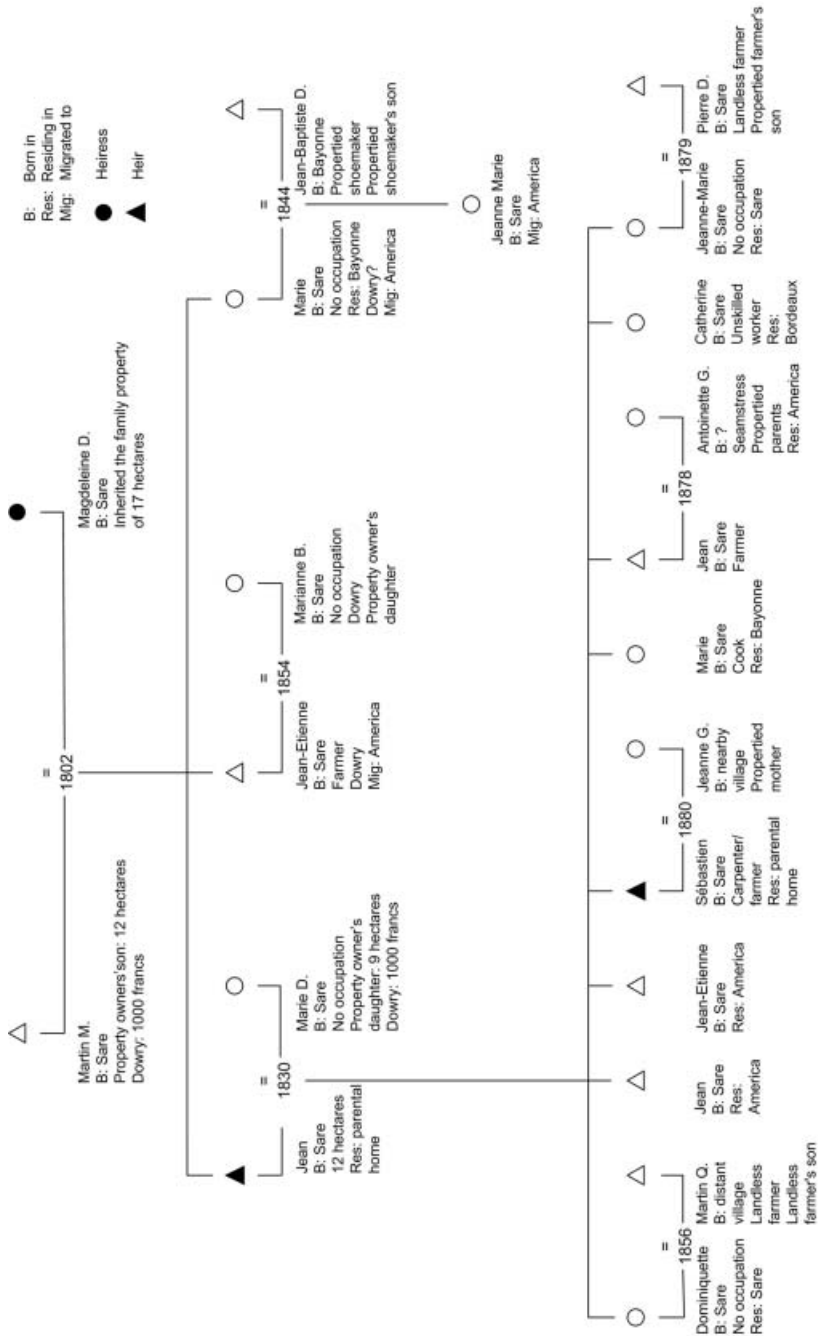 B: Born in
Res: Residing in
Mig: Migrated to
Heiress
Heir
=
1802
Martin M.
B: Sare
Property owners'son: 12 hectares
Dowry: 1000 francs
Magdeleine D.
B: Sare
Inherited the family property
of 17 hectares
=
1830
Jean
B: Sare
12 hectares
Res: parental
home
Marie D.
B: Sare
No occupation
Property owner's
daughter: 9 hectares
Dowry: 1000 francs
=
1854
Jean-Etienne
B: Sare
Farmer
Dowry
Mig: America
Marianne B.
B: Sare
No occupation
Dowry
Property owner's
daughter
=
1844
Marie
B: Sare
No occupation
Res: Bayonne
Dowry?
Mig: America
Jean-Baptiste D.
B: Bayonne
Propertied
shoemaker
Propertied
shoemaker's son
Jeanne Marie
B: Sare
Mig: America
=
1856
Dominiquette
B: Sare
No occupation
Res: Sare
Martin Q.
B: distant
village
Landless
farmer
Landless
farmer's son
Jean
B: Sare
Res:
America
Jean-Etienne
B: Sare
Res: America
=
1880
Sébastien
B: Sare
Carpenter/
farmer
Res: parental
home
Jeanne G.
B: nearby
village
Propertied
mother
Marie
B: Sare
Cook
Res: Bayonne
=
1878
Jean
B: Sare
Farmer
Antoinette G.
B: ?
Seamstress
Propertied
parents
Res: America
Catherine
B: Sare
Unskilled
worker
Res:
Bordeaux
=
1879
Jeanne-Marie
B: Sare
No occupation
Res: Sare
Pierre D.
B: Sare
Landless farmer
Propertied farmer's
son